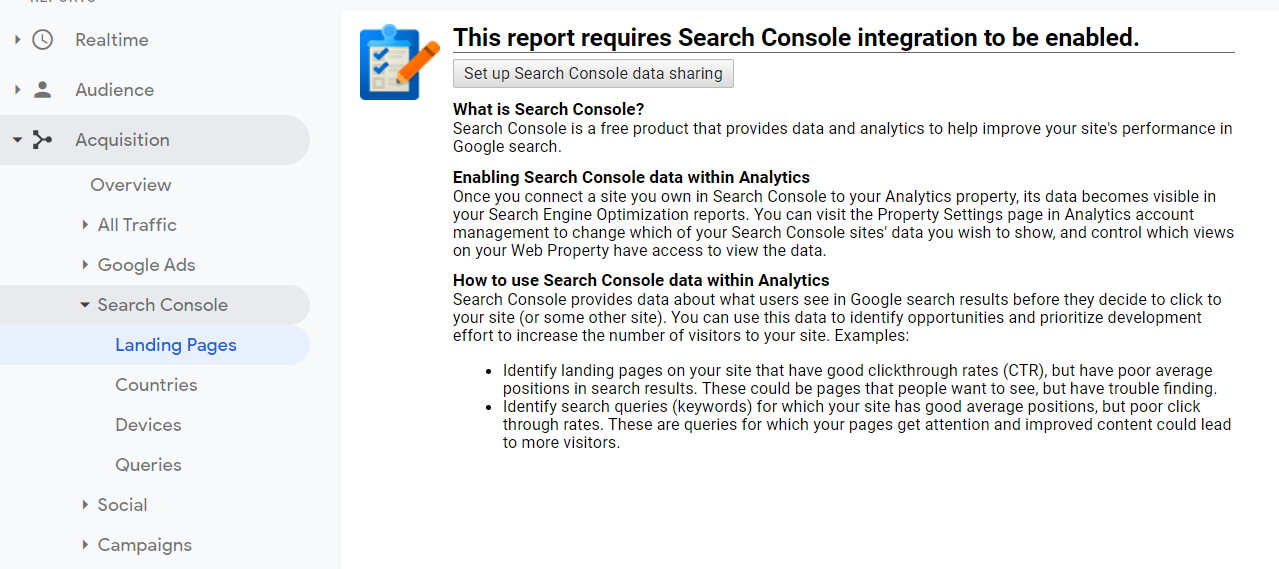 REPORTS
Realtime
Audience
Acquisition
Overview
All Traffic
Google Ads
Search Console
Landing Pages
Countries
Devices
Queries
Social
Campaigns
This report requires Search Console integration to be enabled.
Set up Search Console data sharing
What is Search Console?
Search Console is a free product that provides data and analytics to help improve your site's performance in
Google search.
Enabling Search Console data within Analytics
Once you connect a site you own in Search Console to your Analytics property, its data becomes visible in
your Search Engine Optimization reports. You can visit the Property Settings page in Analytics account
management to change which of your Search Console sites' data you wish to show, and control which views
on your Web Property have access to view the data.
How to use Search Console data within Analytics
Search Console provides data about what users see in Google search results before they decide to click to
your site (or some other site). You can use this data to identify opportunities and prioritize development
effort to increase the number of visitors to your site. Examples:
• Identify landing pages on your site that have good clickthrough rates (CTR), but have poor average
positions in search results. These could be pages that people want to see, but have trouble finding.
• Identify search queries (keywords) for which your site has good average positions, but poor click
through rates. These are queries for which your pages get attention and improved content could lead
to more visitors.